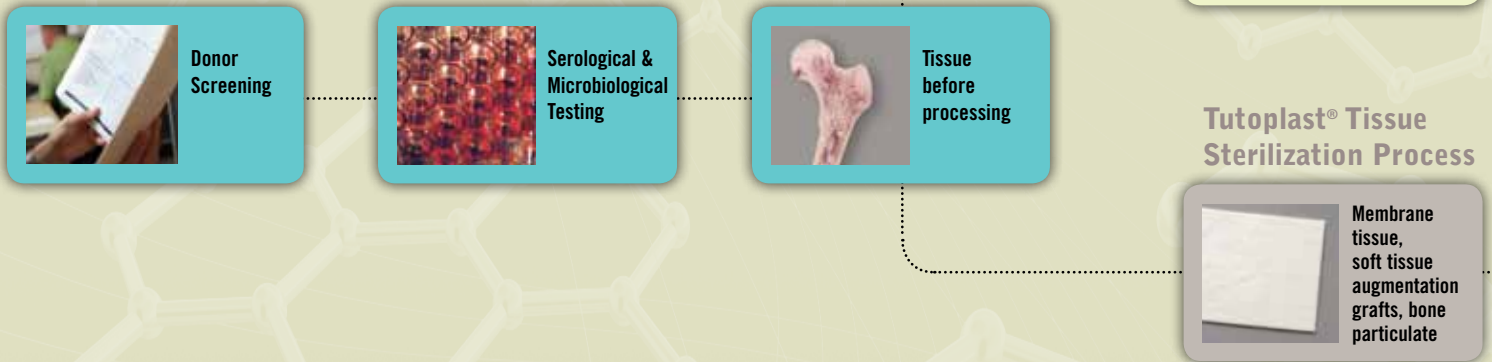 Donor
Screening
Serological &
Microbiological
Testing
Tissue
before
processing
Tutoplast® Tissue
Sterilization Process
Membrane
tissue,
soft tissue
augmentation
grafts, bone
particulate